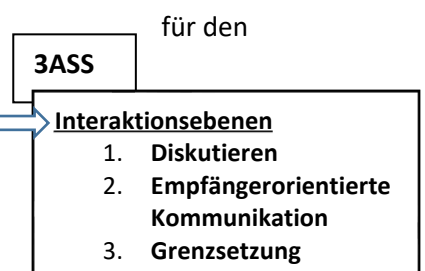 für den
3ASS
Interaktionsebenen
1. Diskutieren
2. Empfängerorientierte
Kommunikation
3. Grenzsetzung